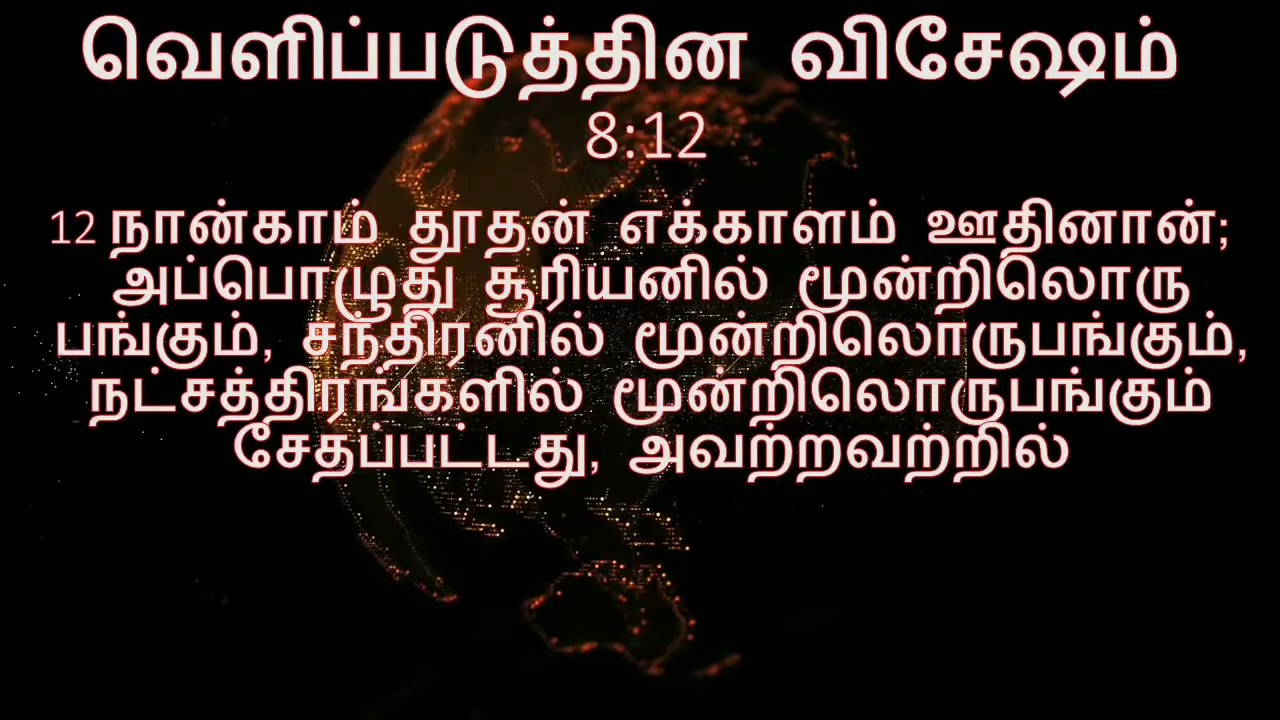 வெளிப்படுத்தின விசேஷம்
8:12
12 நான்காம் தூதன் எக்காளம் ஊதினான்;
அப்பொழுது சூரியனில் மூன்றிலொரு
பங்கும், சந்திரனில் மூன்றிலொருபங்கும்,
நட்சத்திரங்களில் மூன்றிலொருபங்கும்
சேதப்பட்டது, அவற்றவற்றில்